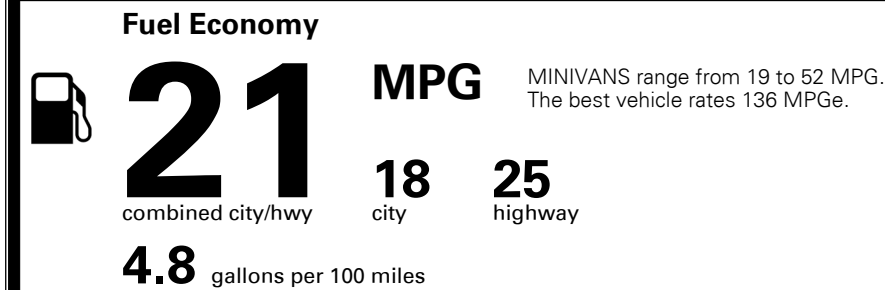 Fuel Economy
21 MPG
MINIVANS range from 19 to 52 MPG.
The best vehicle rates 136 MPGe.
combined city/hwy
18
city
25
highway
4.8 gallons per 100 miles